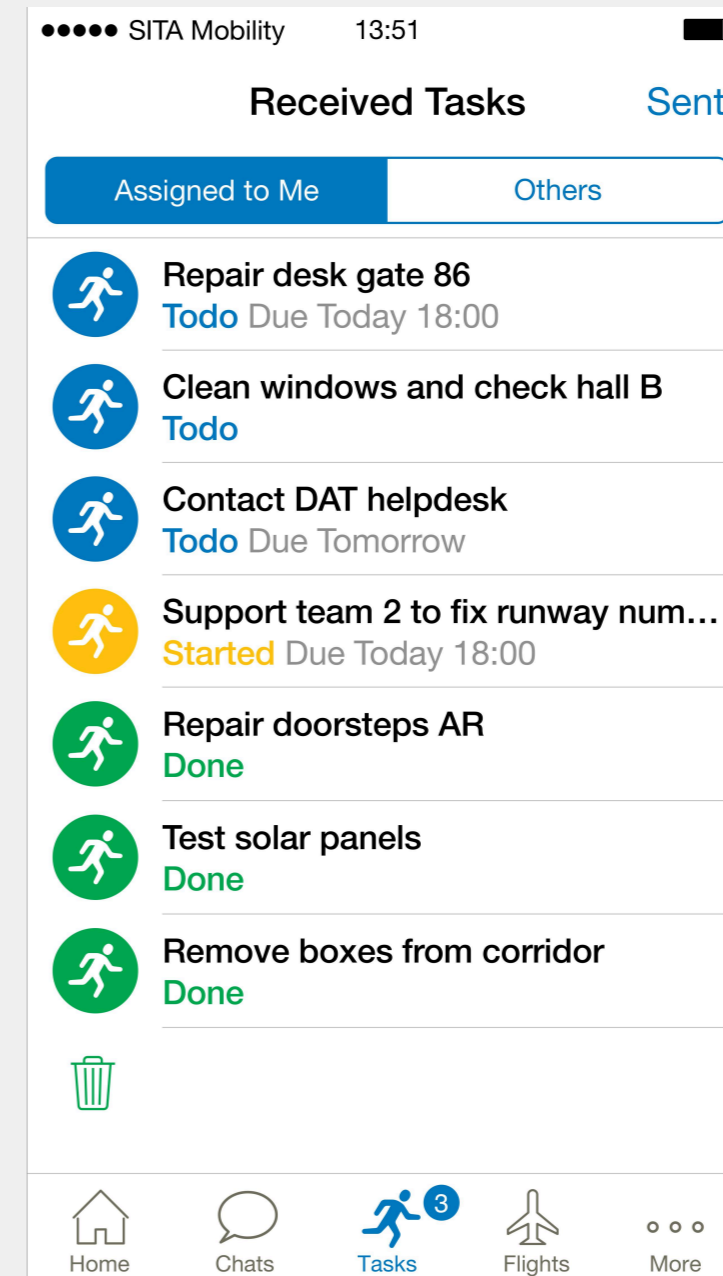 SITA Mobility 13:51
Received Tasks Sent
Assigned to Me Others
Repair desk gate 86
Todo Due Today 18:00
Clean windows and check hall B
Todo
Contact DAT helpdesk
Todo Due Tomorrow
Support team 2 to fix runway num...
Started Due Today 18:00
Repair doorsteps AR
Done
Test solar panels
Done
Remove boxes from corridor
Done
3
Home Chats Tasks Flights More